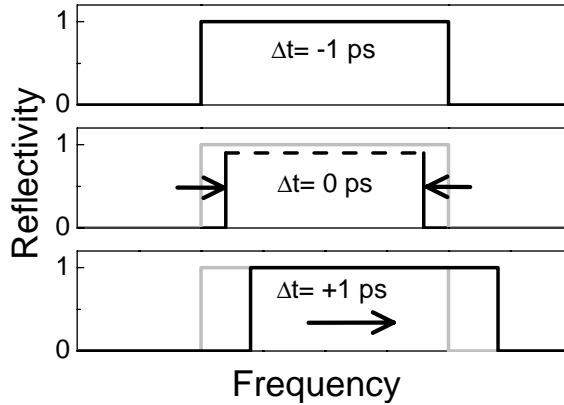 1
Δt= -1 ps
0
1
Δt= 0 ps
0
1
Δt= +1 ps
0
Reflectivity
Frequency